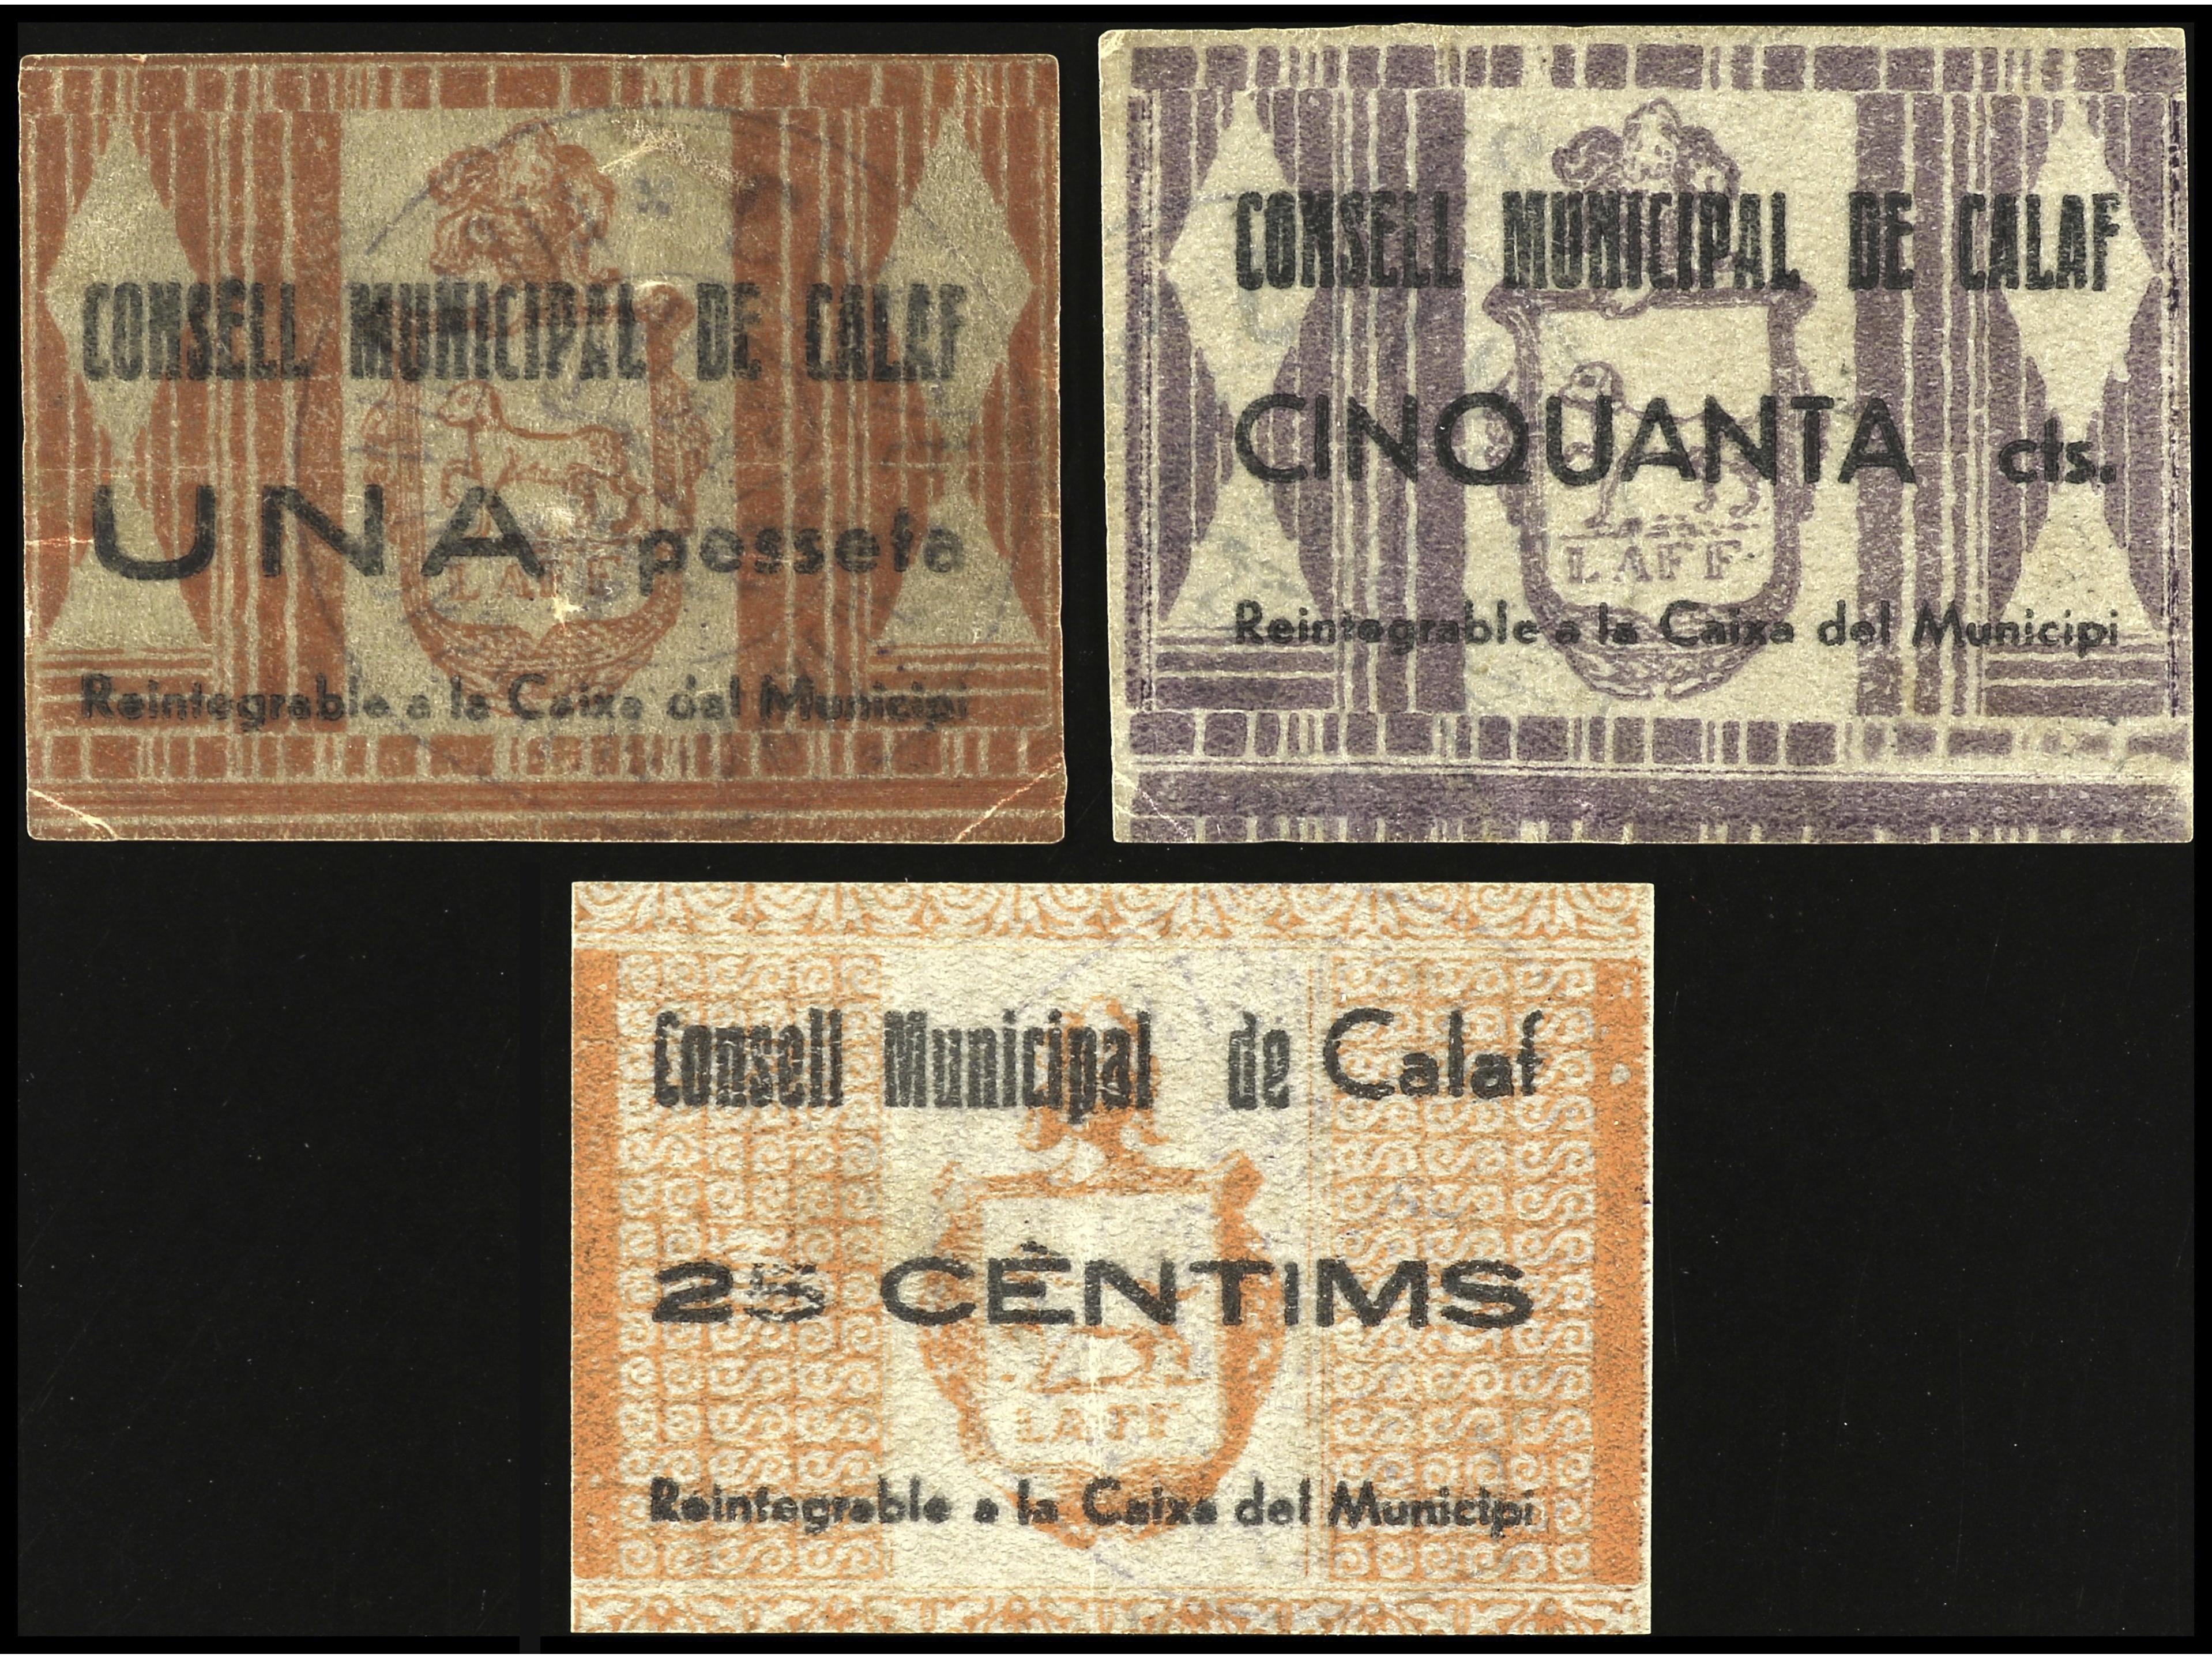 CONSELL MUNICIPAL DE CALAF
UNA pesseta
LAFF
Reintegrable a la Caixa del Municipi
CONSELL MUNICIPAL DE CALAF
CINQUANTA cts.
LAFF
Reintegrable a la Caixa del Municipi
Consell Municipal de Calaf
25 CÈNTIMS
LAFF
Reintegrable a la Caixa del Municipi